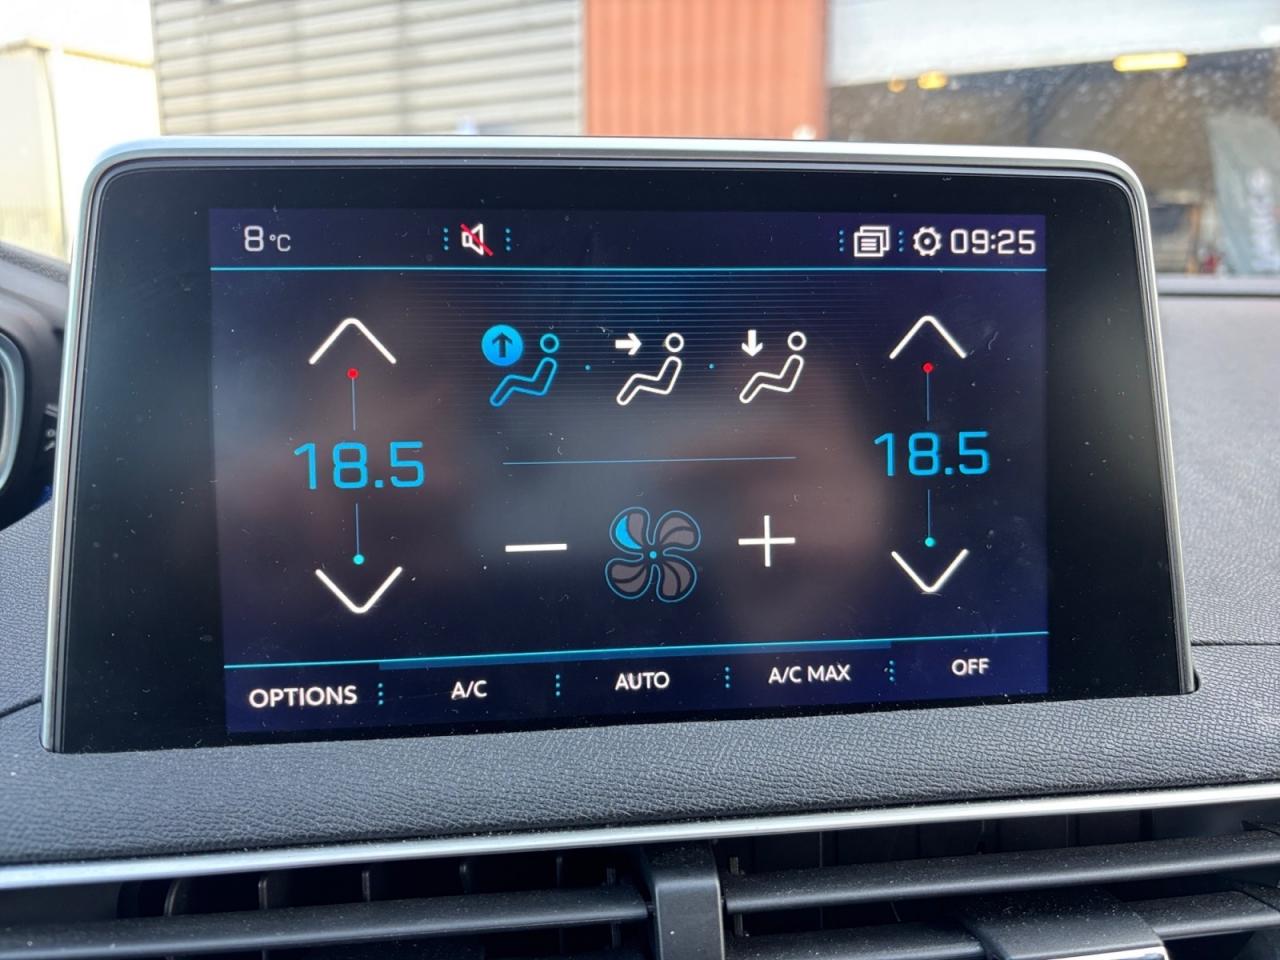 8°C
09:25
18.5
18.5
OPTIONS
A/C
AUTO
A/C MAX
OFF